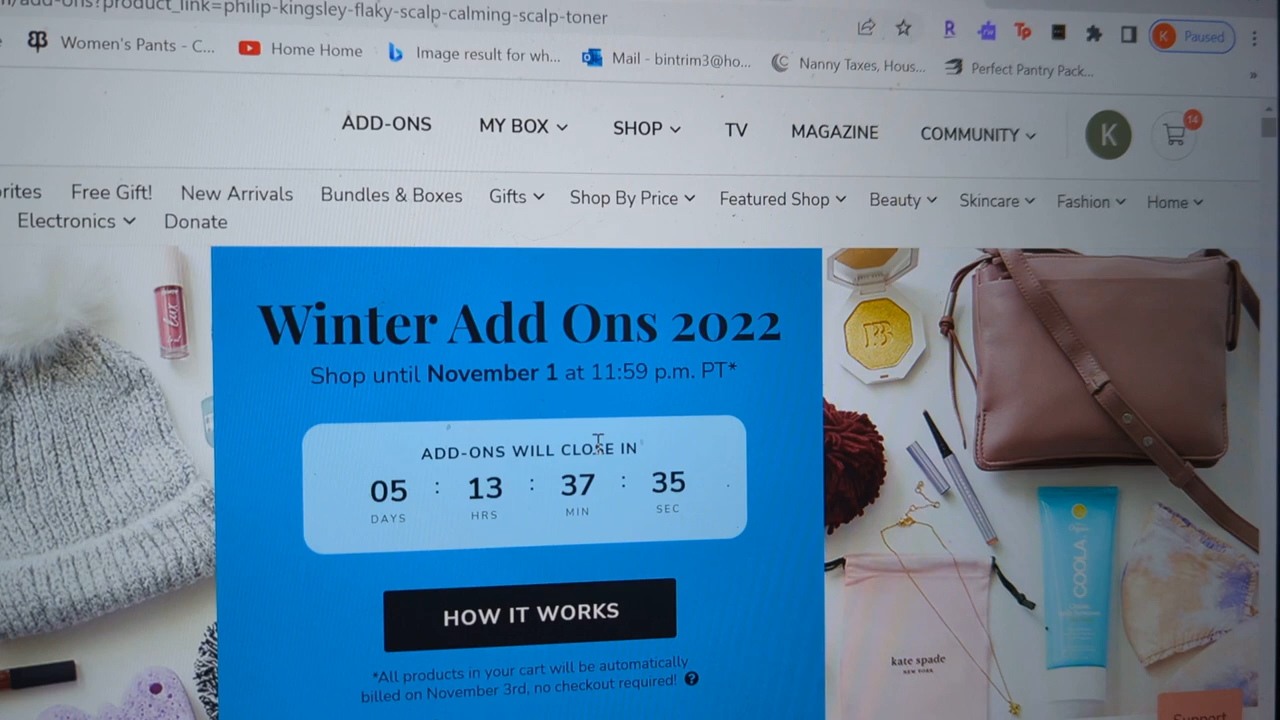 /add-ons?product_link=philip-kingsley-flaky-scalp-calming-scalp-toner
R
Tp
K Paused
Women's Pants - C...
Home Home
Image result for wh...
Mail - bintrim3@ho...
Nanny Taxes, Hous...
Perfect Pantry Pack...
»
ADD-ONS
MY BOX
SHOP
TV
MAGAZINE
COMMUNITY
K
14
rites
Free Gift!
New Arrivals
Bundles & Boxes
Gifts
Shop By Price
Featured Shop
Beauty
Skincare
Fashion
Home
Electronics
Donate
lux
Winter Add Ons 2022
Shop until November 1 at 11:59 p.m. PT*
ADD-ONS WILL CLOSE IN
05 : 13 : 37 : 35
DAYS HRS MIN SEC
HOW IT WORKS
*All products in your cart will be automatically
billed on November 3rd, no checkout required! ?
COOLA
kate spade
NEW YORK
Support